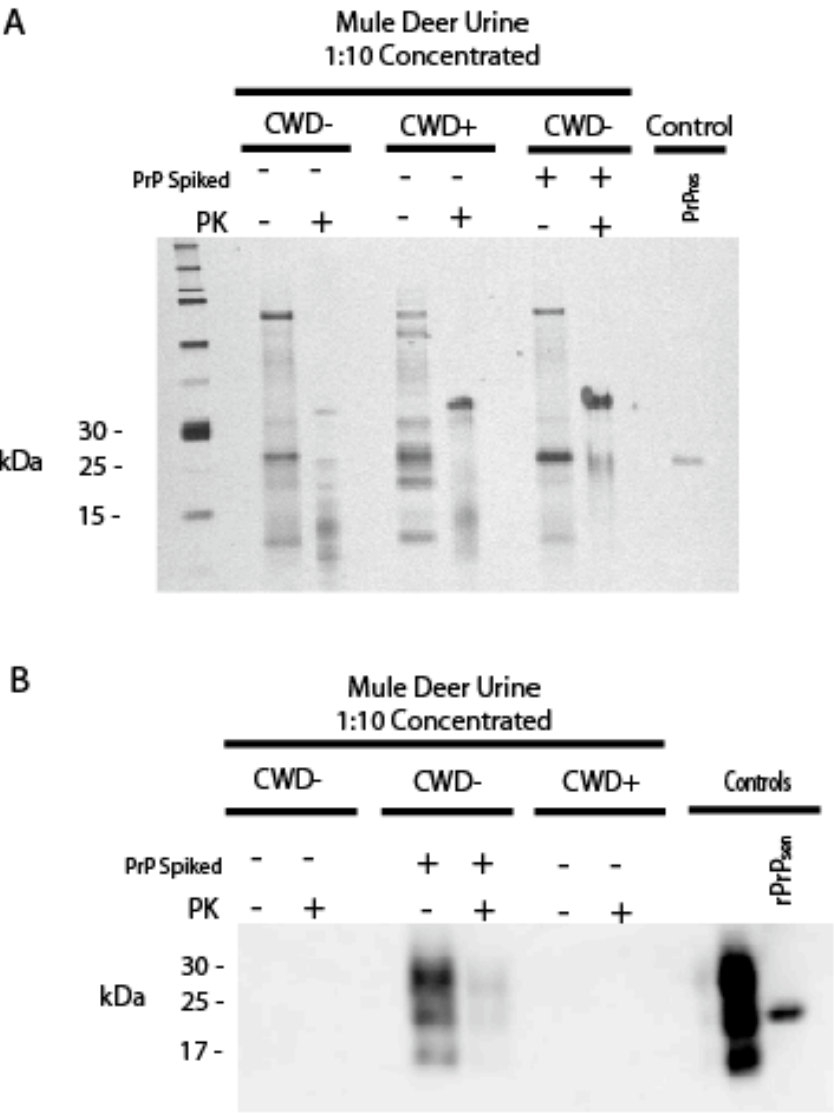 A
Mule Deer Urine
1:10 Concentrated
CWD- CWD+ CWD- Control
PrP Spiked - - - - + + PrPres
PK - + - + - +
30 -
kDa 25 -
15 -
B
Mule Deer Urine
1:10 Concentrated
CWD- CWD- CWD+ Controls
PrP Spiked - - + + - - rPrPsen
PK - + - + - +
30 -
kDa 25 -
17 -